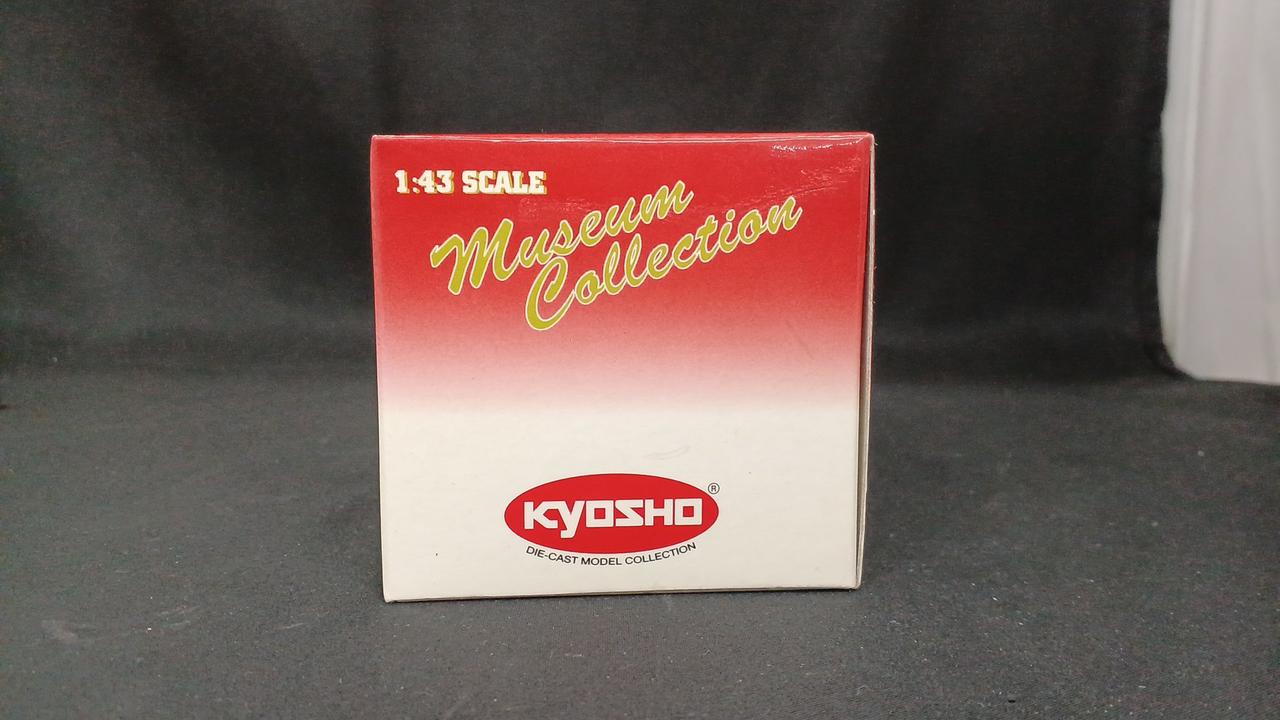 1:43 SCALE
Museum
Collection
KYOSHO ®
DIE-CAST MODEL COLLECTION